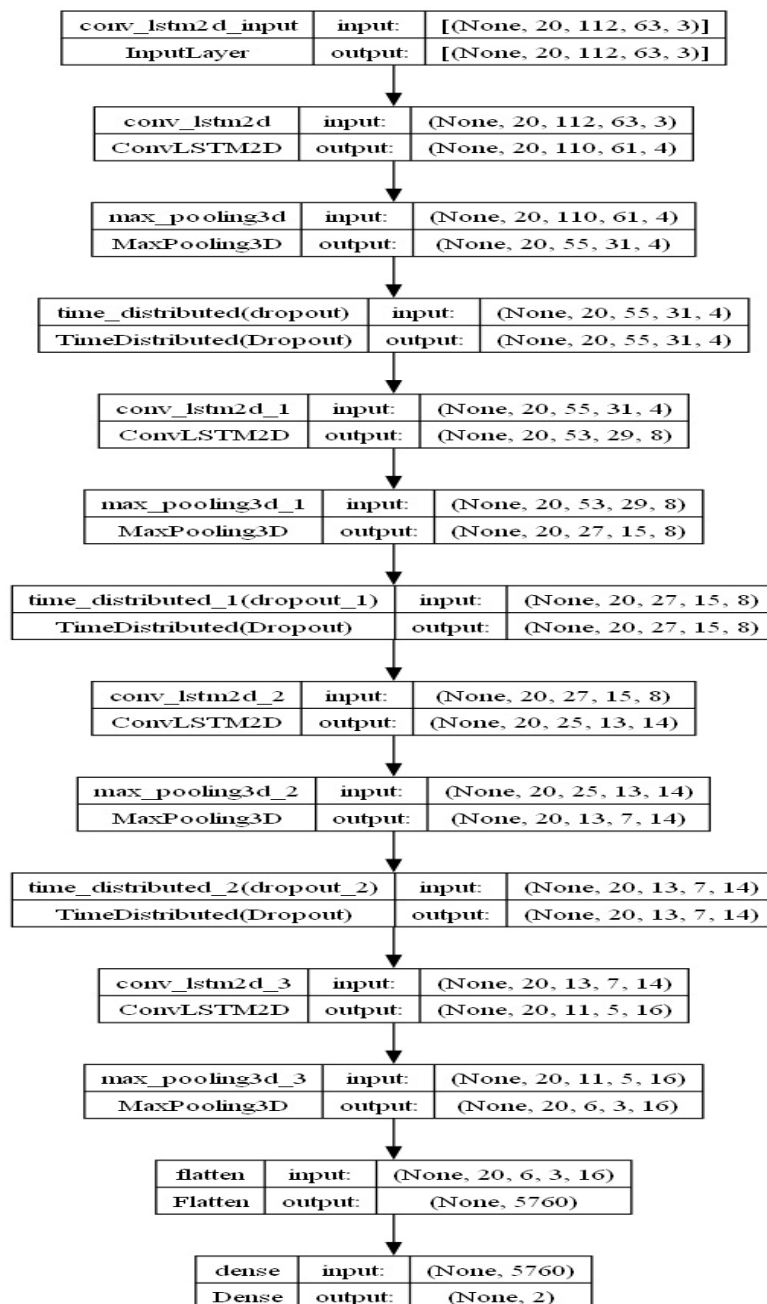 conv_lstm2d_input input: [(None, 20, 112, 63, 3)]
InputLayer output: [(None, 20, 112, 63, 3)]
conv_lstm2d input: (None, 20, 112, 63, 3)
ConvLSTM2D output: (None, 20, 110, 61, 4)
max_pooling3d input: (None, 20, 110, 61, 4)
MaxPooling3D output: (None, 20, 55, 31, 4)
time_distributed(dropout) input: (None, 20, 55, 31, 4)
TimeDistributed(Dropout) output: (None, 20, 55, 31, 4)
conv_lstm2d_1 input: (None, 20, 55, 31, 4)
ConvLSTM2D output: (None, 20, 53, 29, 8)
max_pooling3d_1 input: (None, 20, 53, 29, 8)
MaxPooling3D output: (None, 20, 27, 15, 8)
time_distributed_1(dropout_1) input: (None, 20, 27, 15, 8)
TimeDistributed(Dropout) output: (None, 20, 27, 15, 8)
conv_lstm2d_2 input: (None, 20, 27, 15, 8)
ConvLSTM2D output: (None, 20, 25, 13, 14)
max_pooling3d_2 input: (None, 20, 25, 13, 14)
MaxPooling3D output: (None, 20, 13, 7, 14)
time_distributed_2(dropout_2) input: (None, 20, 13, 7, 14)
TimeDistributed(Dropout) output: (None, 20, 13, 7, 14)
conv_lstm2d_3 input: (None, 20, 13, 7, 14)
ConvLSTM2D output: (None, 20, 11, 5, 16)
max_pooling3d_3 input: (None, 20, 11, 5, 16)
MaxPooling3D output: (None, 20, 6, 3, 16)
flatten input: (None, 20, 6, 3, 16)
Flatten output: (None, 5760)
dense input: (None, 5760)
Dense output: (None, 2)